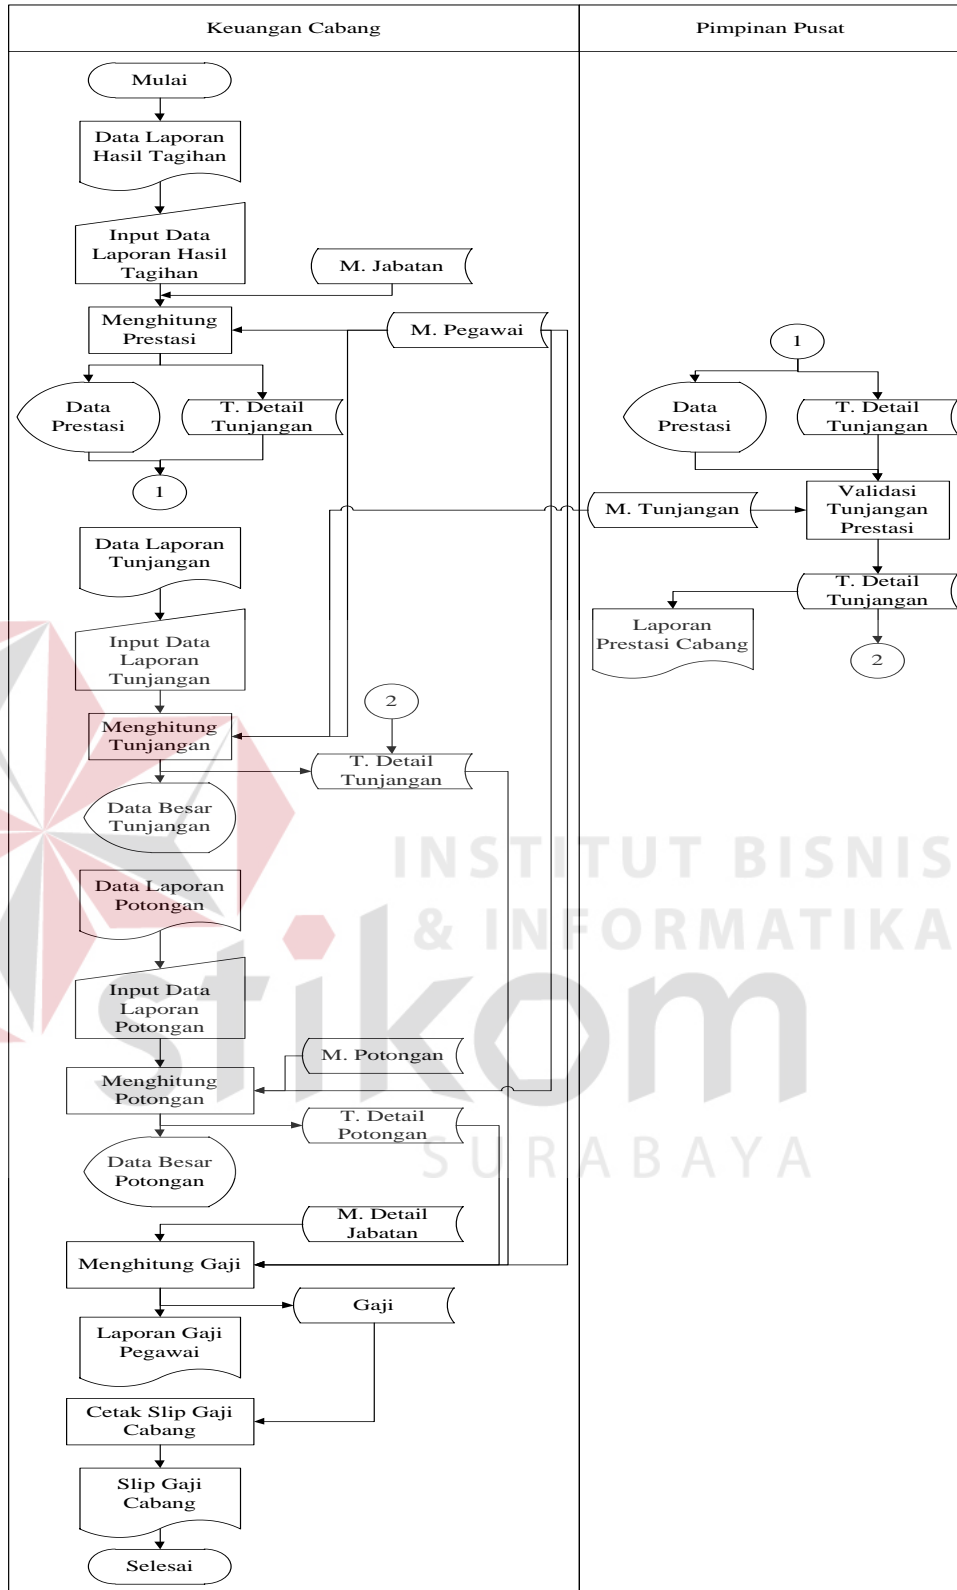 Keuangan Cabang
Pimpinan Pusat
Mulai
Data Laporan
Hasil Tagihan
Input Data
Laporan Hasil
Tagihan
M. Jabatan
Menghitung
Prestasi
M. Pegawai
Data
Prestasi
T. Detail
Tunjangan
1
1
Data
Prestasi
T. Detail
Tunjangan
M. Tunjangan
Validasi
Tunjangan
Prestasi
T. Detail
Tunjangan
Laporan
Prestasi Cabang
2
Data Laporan
Tunjangan
Input Data
Laporan
Tunjangan
2
Menghitung
Tunjangan
T. Detail
Tunjangan
Data Besar
Tunjangan
Data Laporan
Potongan
Input Data
Laporan
Potongan
M. Potongan
Menghitung
Potongan
T. Detail
Potongan
Data Besar
Potongan
M. Detail
Jabatan
Menghitung Gaji
Gaji
Laporan Gaji
Pegawai
Cetak Slip Gaji
Cabang
Slip Gaji
Cabang
Selesai
INSTITUT BISNIS
& INFORMATIKA
stikom
SURABAYA